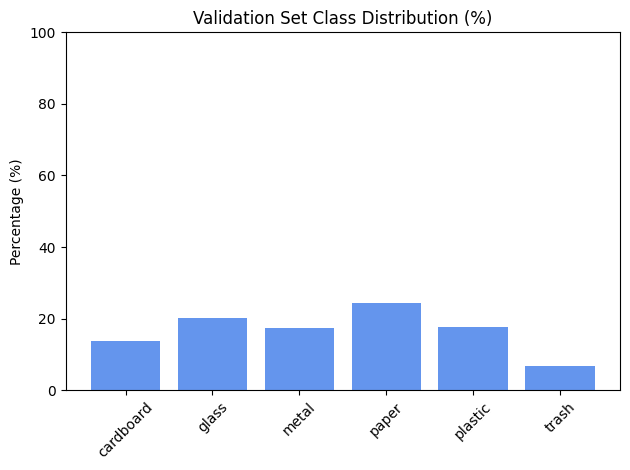 Validation Set Class Distribution (%)
Percentage (%)
100
80
60
40
20
0
cardboard
glass
metal
paper
plastic
trash